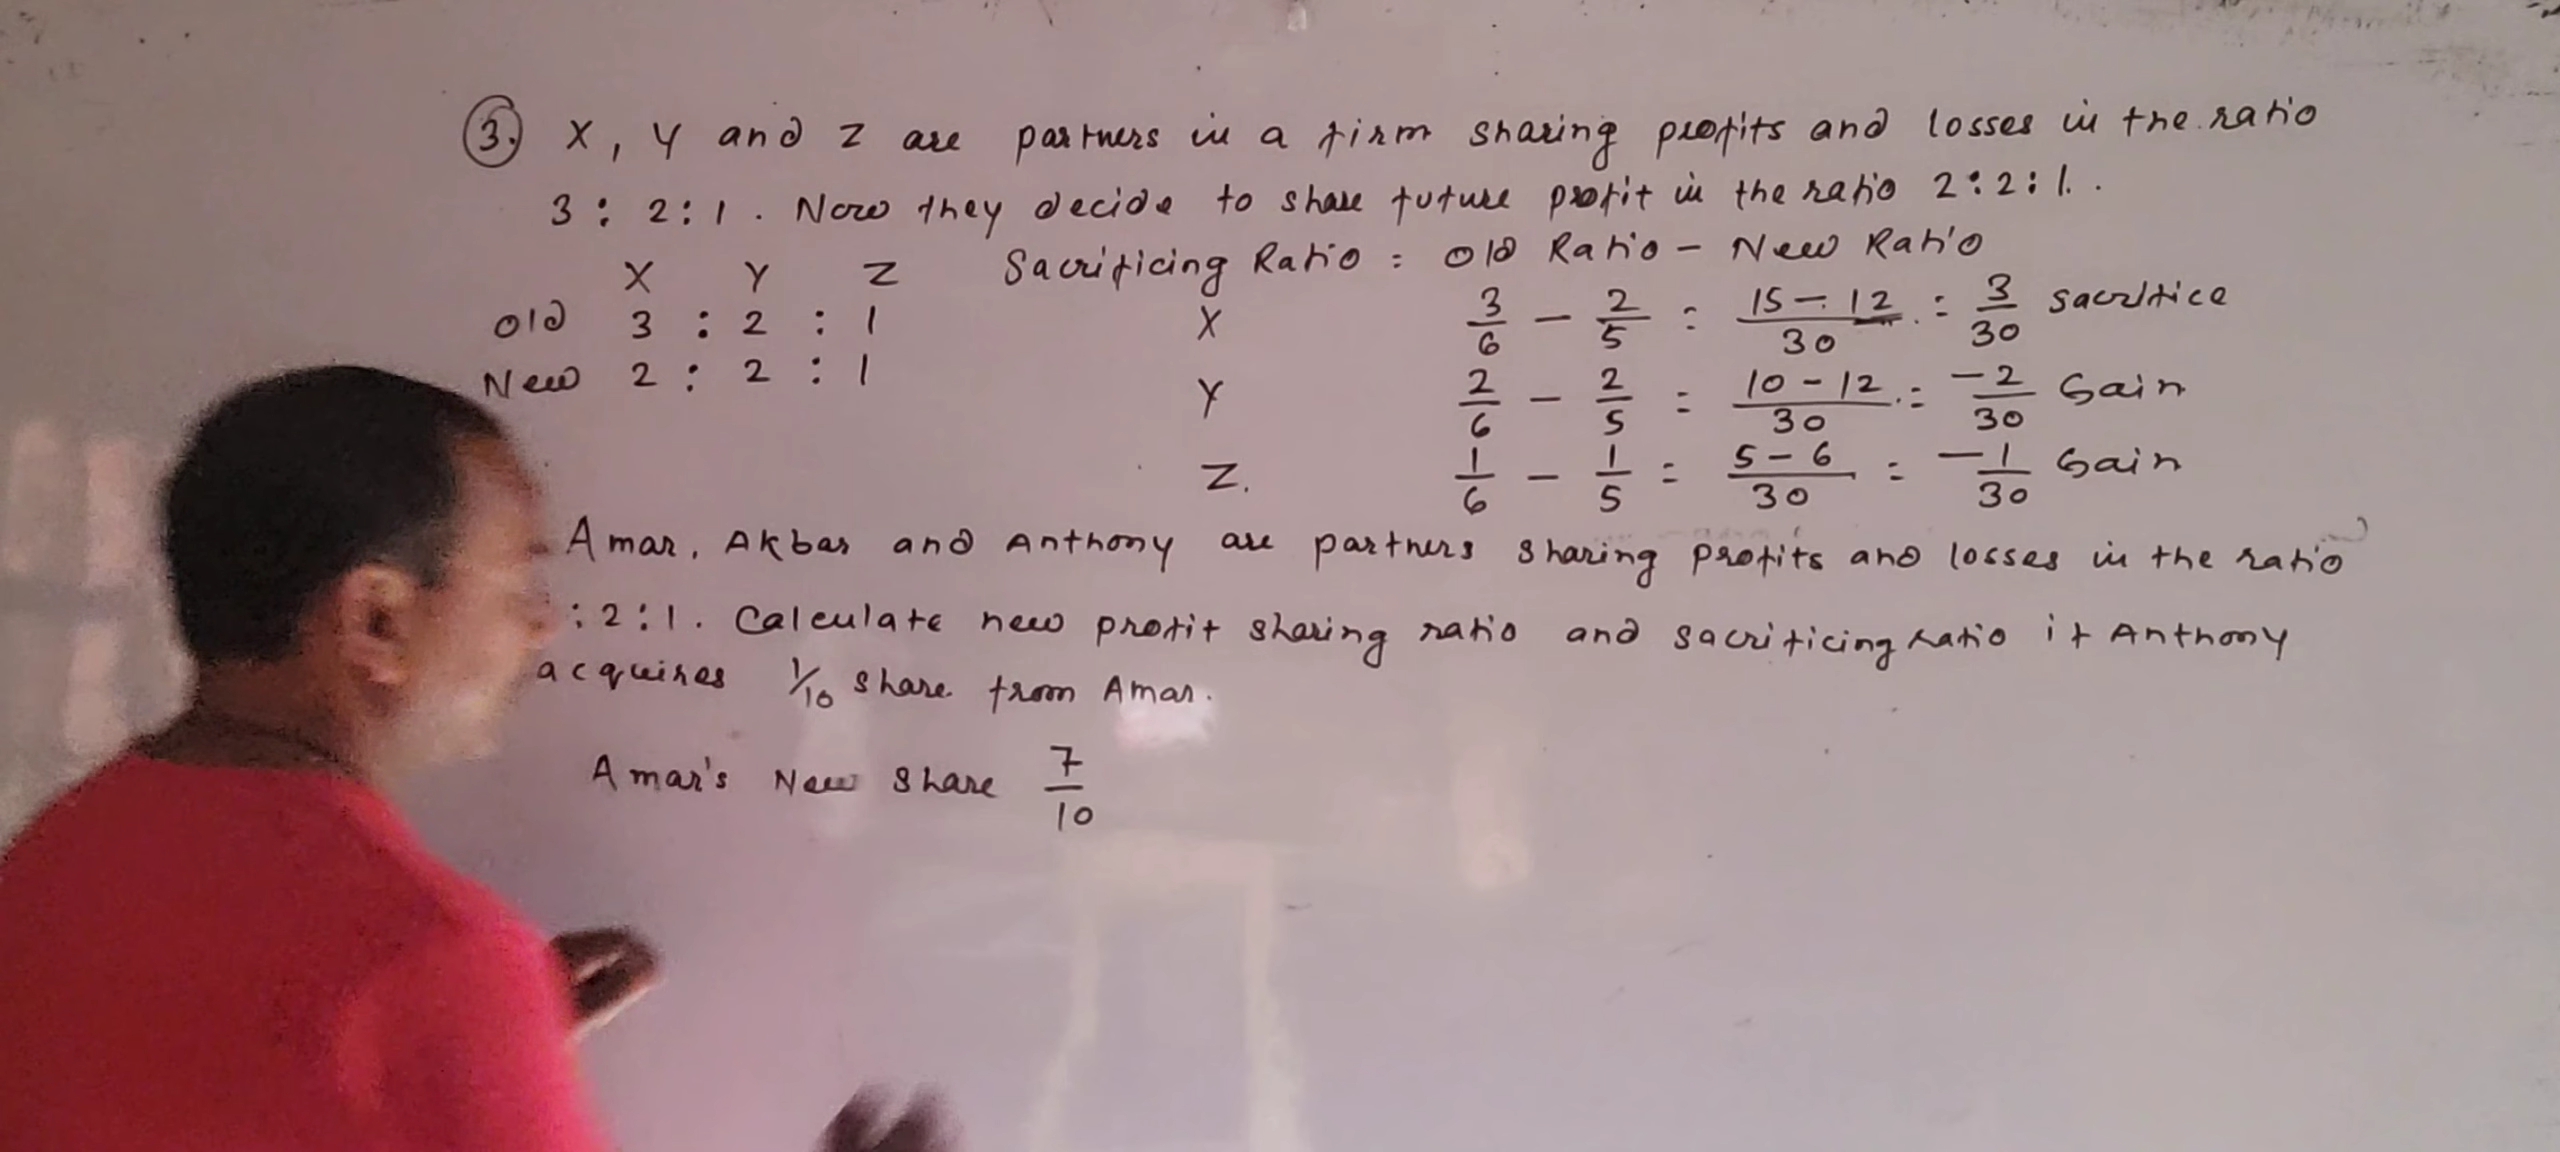 3. X, Y and Z are partners in a firm sharing profits and losses in the ratio
3 : 2 : 1 . Now they decide to share future profit in the ratio 2 : 2 : 1 .
X Y Z Sacrificing Ratio = Old Ratio - New Ratio
Old 3 : 2 : 1 X 3/6 - 2/5 = 15-12/30 = 3/30 sacrifice
New 2 : 2 : 1 Y 2/6 - 2/5 = 10-12/30 = -2/30 Gain
Z. 1/6 - 1/5 = 5-6/30 = -1/30 Gain
Amar, Akbar and Anthony are partners sharing profits and losses in the ratio
: 2 : 1 . Calculate new profit sharing ratio and sacrificing ratio if Anthony
acquires 1/10 share from Amar.
Amar's New Share 7/10